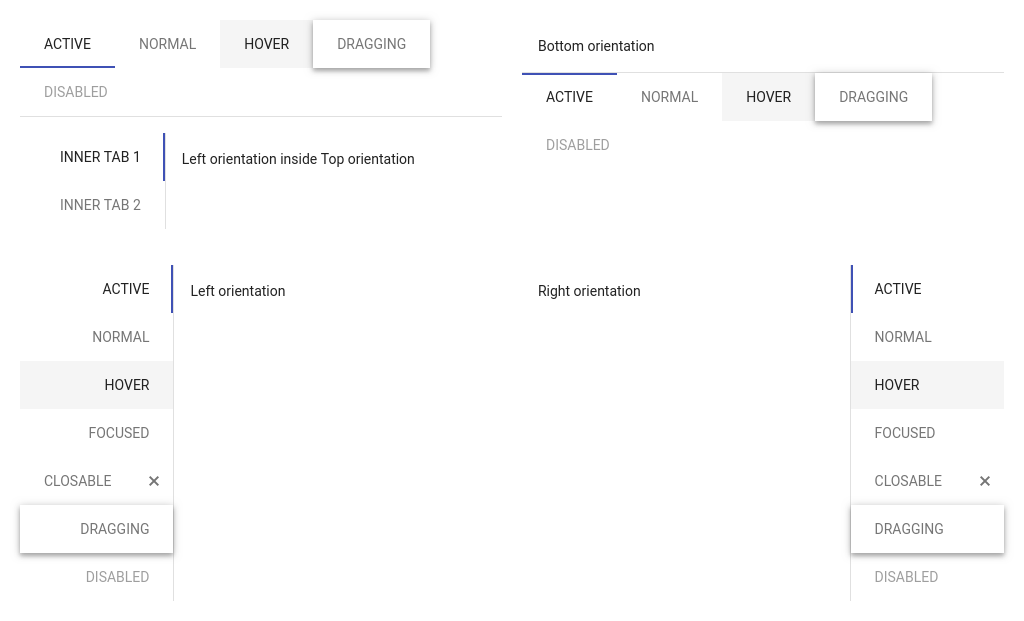 ACTIVE NORMAL HOVER DRAGGING
DISABLED
INNER TAB 1
INNER TAB 2
Left orientation inside Top orientation
Bottom orientation
ACTIVE NORMAL HOVER DRAGGING
DISABLED
ACTIVE
NORMAL
HOVER
FOCUSED
CLOSABLE ×
DRAGGING
DISABLED
Left orientation
Right orientation
ACTIVE
NORMAL
HOVER
FOCUSED
CLOSABLE ×
DRAGGING
DISABLED